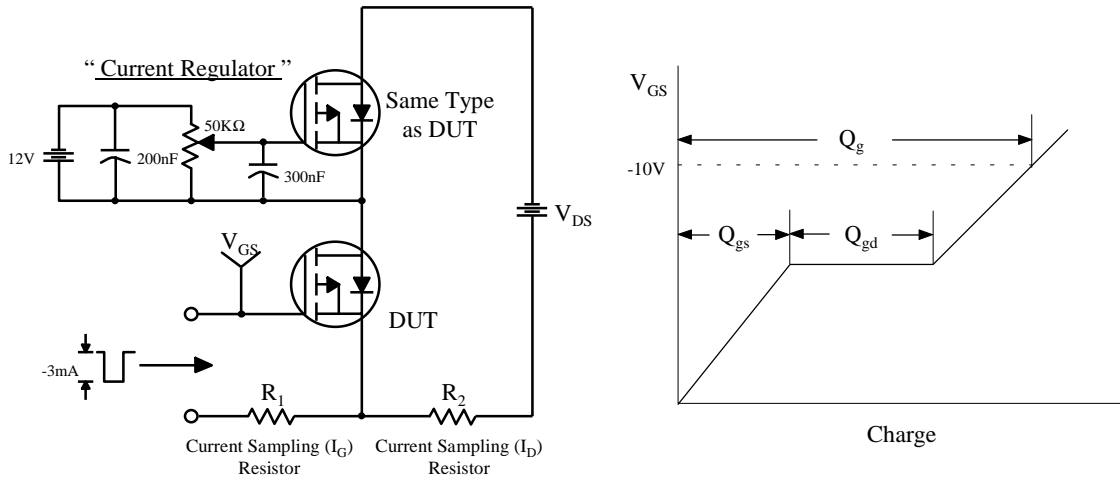 “ Current Regulator ”
12V
200nF
50KΩ
300nF
Same Type
as DUT
V_DS
V_GS
DUT
-3mA
R_1
R_2
Current Sampling (I_G)
Resistor
Current Sampling (I_D)
Resistor
V_GS
Q_g
-10V
Q_gs
Q_gd
Charge